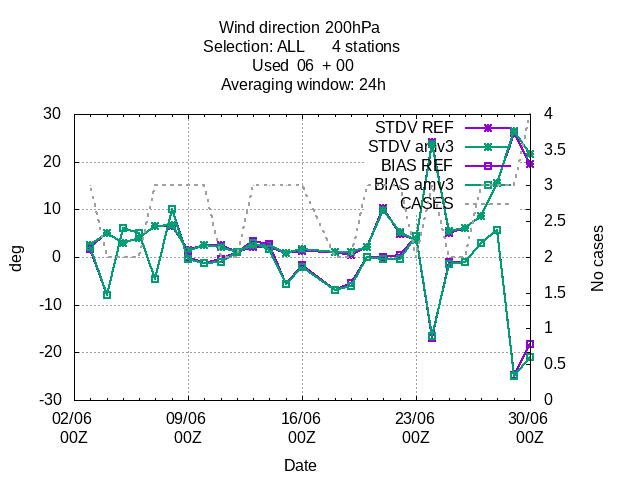 Wind direction 200hPa
Selection: ALL 4 stations
Used 06 + 00
Averaging window: 24h
STDV REF
STDV amv3
BIAS REF
BIAS amv3
CASES
deg
30
20
10
0
-10
-20
-30
4
3.5
3
2.5
2
1.5
1
0.5
0
No cases
02/06 09/06 16/06 23/06 30/06
00Z 00Z 00Z 00Z 00Z
Date